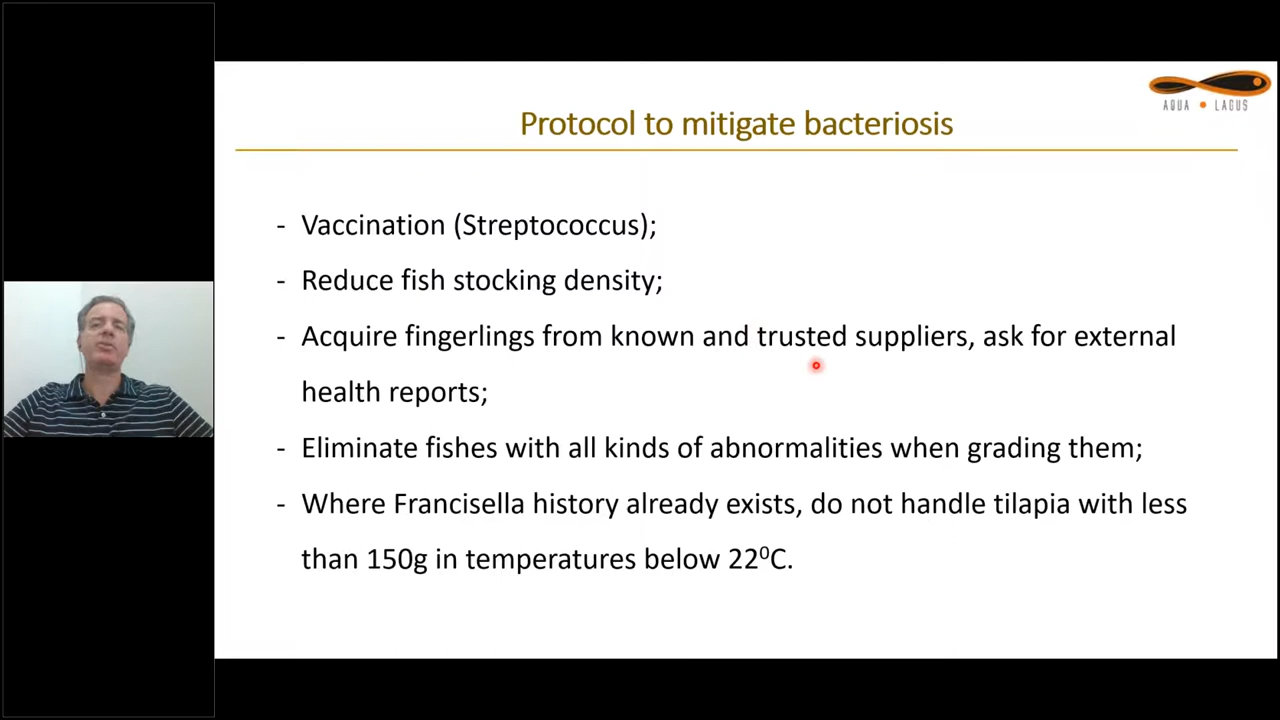 AQUA • LAGUS
Protocol to mitigate bacteriosis
- Vaccination (Streptococcus);
- Reduce fish stocking density;
- Acquire fingerlings from known and trusted suppliers, ask for external
health reports;
- Eliminate fishes with all kinds of abnormalities when grading them;
- Where Francisella history already exists, do not handle tilapia with less
than 150g in temperatures below 22⁰C.